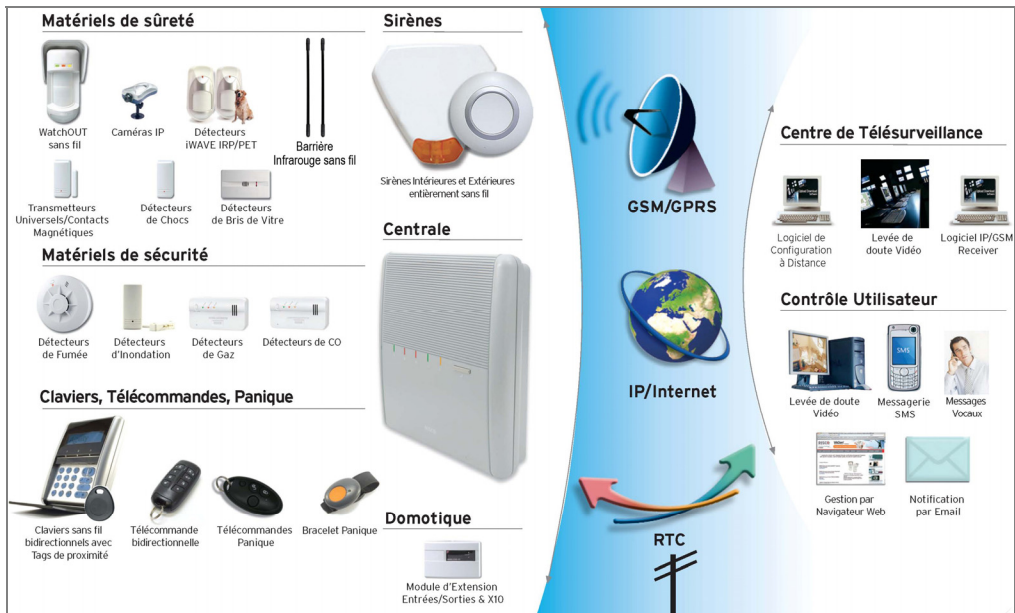 Matériels de sûreté
WatchOUT
sans fil
Caméras IP
Détecteurs
iWAVE IRP/PET
Barrière
Infrarouge sans fil
Transmetteurs
Universels/Contacts
Magnétiques
Détecteurs
de Chocs
Détecteurs
de Bris de Vitre
Matériels de sécurité
Détecteurs
de Fumée
Détecteurs
d'Inondation
Détecteurs
de Gaz
Détecteurs de CO
Claviers, Télécommandes, Panique
Claviers sans fil
bidirectionnels avec
Tags de proximité
Télécommande
bidirectionnelle
Télécommandes
Panique
Bracelet Panique
Sirènes
Sirènes Intérieures et Extérieures
entièrement sans fil
Centrale
Domotique
Module d'Extension
Entrées/Sorties & X10
GSM/GPRS
IP/Internet
RTC
Centre de Télésurveillance
Logiciel de
Configuration
à Distance
Levée de
doute Vidéo
Logiciel IP/GSM
Receiver
Contrôle Utilisateur
Levée de doute
Vidéo
SMS
Messagerie
SMS
Messages
Vocaux
Gestion par
Navigateur Web
Notification
par Email